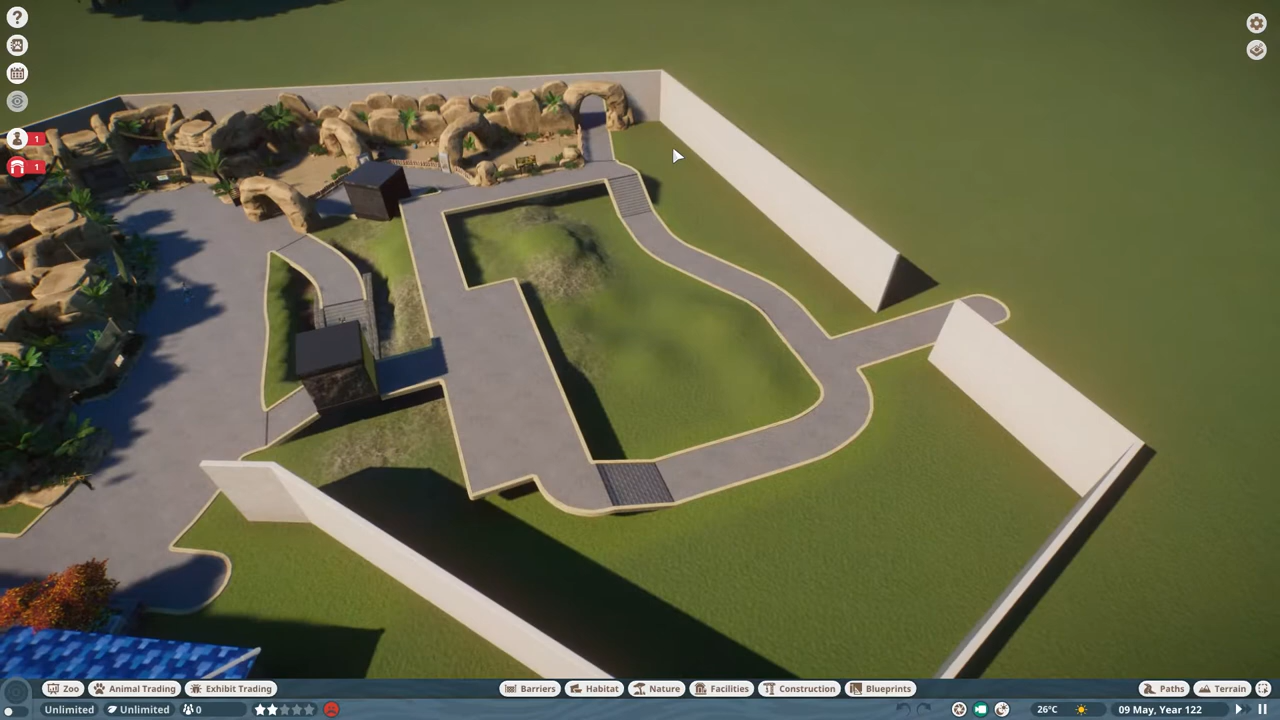 ?
1
1
Zoo Animal Trading Exhibit Trading Barriers Habitat Nature Facilities Construction Blueprints Paths Terrain
Unlimited Unlimited 0 26°C 09 May, Year 122